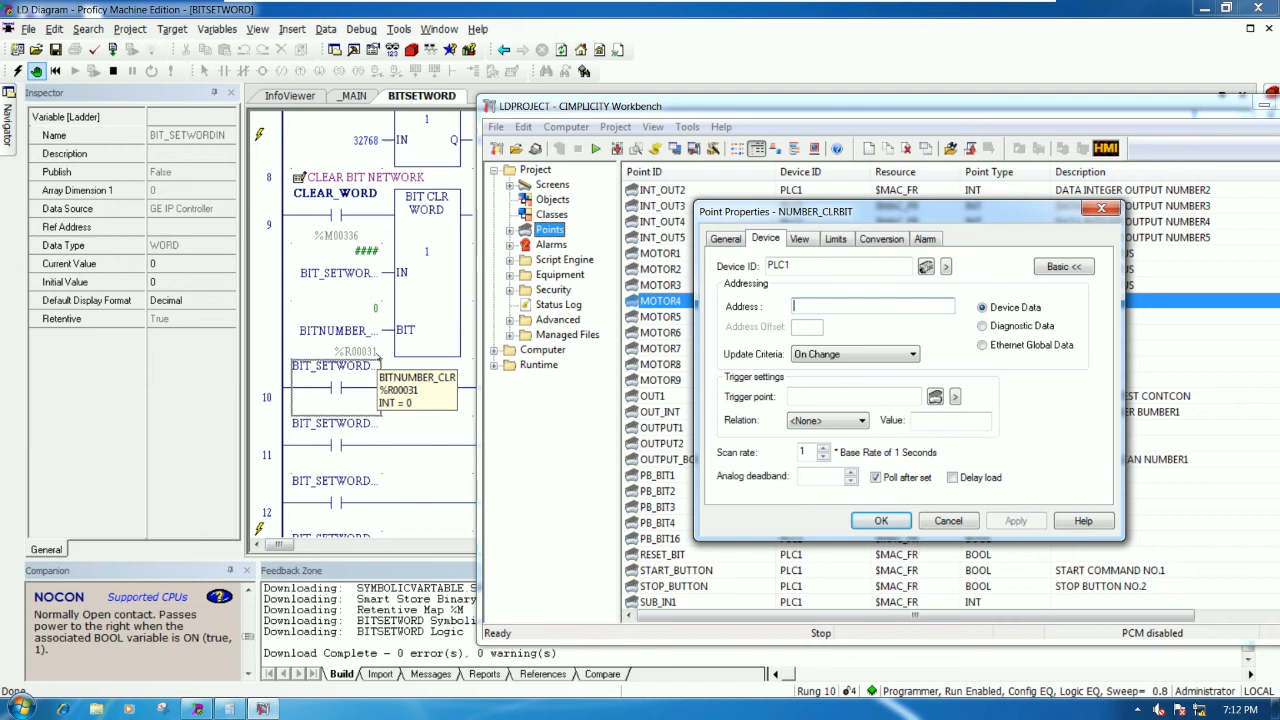 LD Diagram - Proficy Machine Edition - [BITSETWORD]
File Edit Search Project Target Variables View Insert Data Debug Tools Window Help
Inspector
Navigator
Variable [Ladder]
Name BIT_SETWORDIN
Description
Publish False
Array Dimension 1 0
Data Source GE IP Controller
Ref Address
Data Type WORD
Current Value 0
Initial Value 0
Default Display Format Decimal
Retentive True
General
InfoViewer _MAIN BITSETWORD
1
32768 IN Q
8 CLEAR BIT NETWORK
CLEAR_WORD BIT CLR
WORD
9
%M00336
#### 1
BIT_SETWOR... IN
0
BITNUMBER_... BIT
%R00031
BIT_SETWORD...
10
BITNUMBER_CLR
%R00031
INT = 0
BIT_SETWORD...
11
BIT_SETWORD...
12
LDPROJECT - CIMPLICITY Workbench
File Edit Computer Project View Tools Help
HMI
Project
Screens
Objects
Classes
Points
Alarms
Script Engine
Equipment
Security
Status Log
Advanced
Managed Files
Computer
Runtime
Point ID Device ID Resource Point Type Description
INT_OUT2 PLC1 $MAC_FR INT DATA INTEGER OUTPUT NUMBER2
INT_OUT3
INT_OUT4
INT_OUT5
MOTOR1
MOTOR2
MOTOR3
MOTOR4
MOTOR5
MOTOR6
MOTOR7
MOTOR8
MOTOR9
OUT1
OUT_INT
OUTPUT1
OUTPUT2
OUTPUT_BO
PB_BIT1
PB_BIT2
PB_BIT3
PB_BIT4
PB_BIT16 PLC1 $MAC_FR BOOL
RESET_BIT PLC1 $MAC_FR BOOL
START_BUTTON PLC1 $MAC_FR BOOL START COMMAND NO.1
STOP_BUTTON PLC1 $MAC_FR BOOL STOP BUTTON NO.2
SUB_IN1 PLC1 $MAC_FR INT
Ready Stop PCM disabled
Point Properties - NUMBER_CLRBIT
General Device View Limits Conversion Alarm
Device ID: PLC1 > Basic <<
Addressing
Address : Device Data
Address Offset: Diagnostic Data
Ethernet Global Data
Update Criteria: On Change
Trigger settings
Trigger point: >
Relation: <None> Value:
Scan rate: 1 * Base Rate of 1 Seconds
Analog deadband: Poll after set Delay load
OK Cancel Apply Help
Companion
NOCON Supported CPUs
Normally Open contact. Passes
power to the right when the
associated BOOL variable is ON (true,
1).
Feedback Zone
Downloading: SYMBOLICVARIABLE S
Downloading: Smart Store Binary
Downloading: Retentive Map %M
Downloading: BITSETWORD Symboli
Downloading: BITSETWORD Logic
Download Complete - 0 error(s), 0 warning(s)
Build Import Messages Reports References Compare
Done Rung 10 Programmer, Run Enabled, Config EQ, Logic EQ, Sweep= 0.8 Administrator LOCAL
7:12 PM